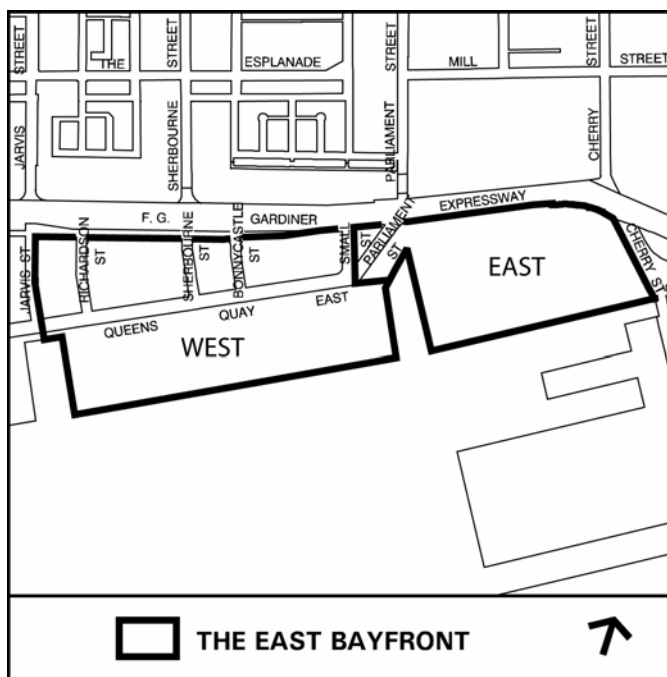 STREET
STREET
STREET
STREET
THE
ESPLANADE
MILL
STREET
JARVIS
SHERBOURNE
PARLIAMENT
CHERRY
F. G.
GARDINER
EXPRESSWAY
JARVIS ST
RICHARDSON
ST
SHERBOURNE
ST
BONNYCASTLE
ST
SMALL
ST
PARLIAMENT
ST
CHERRY ST
QUEENS
QUAY
EAST
WEST
EAST
THE EAST BAYFRONT